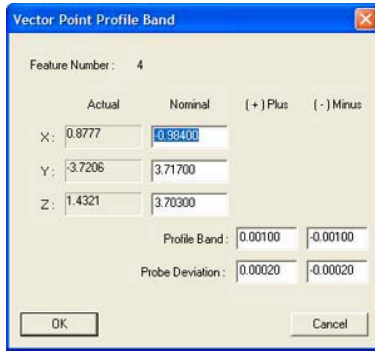 Vector Point Profile Band
Feature Number : 4
Actual Nominal (+) Plus (-) Minus
X: 0.8777 -0.98400
Y: -3.7206 3.71700
Z: 1.4321 3.70300
Profile Band : 0.00100 -0.00100
Probe Deviation : 0.00020 -0.00020
OK Cancel